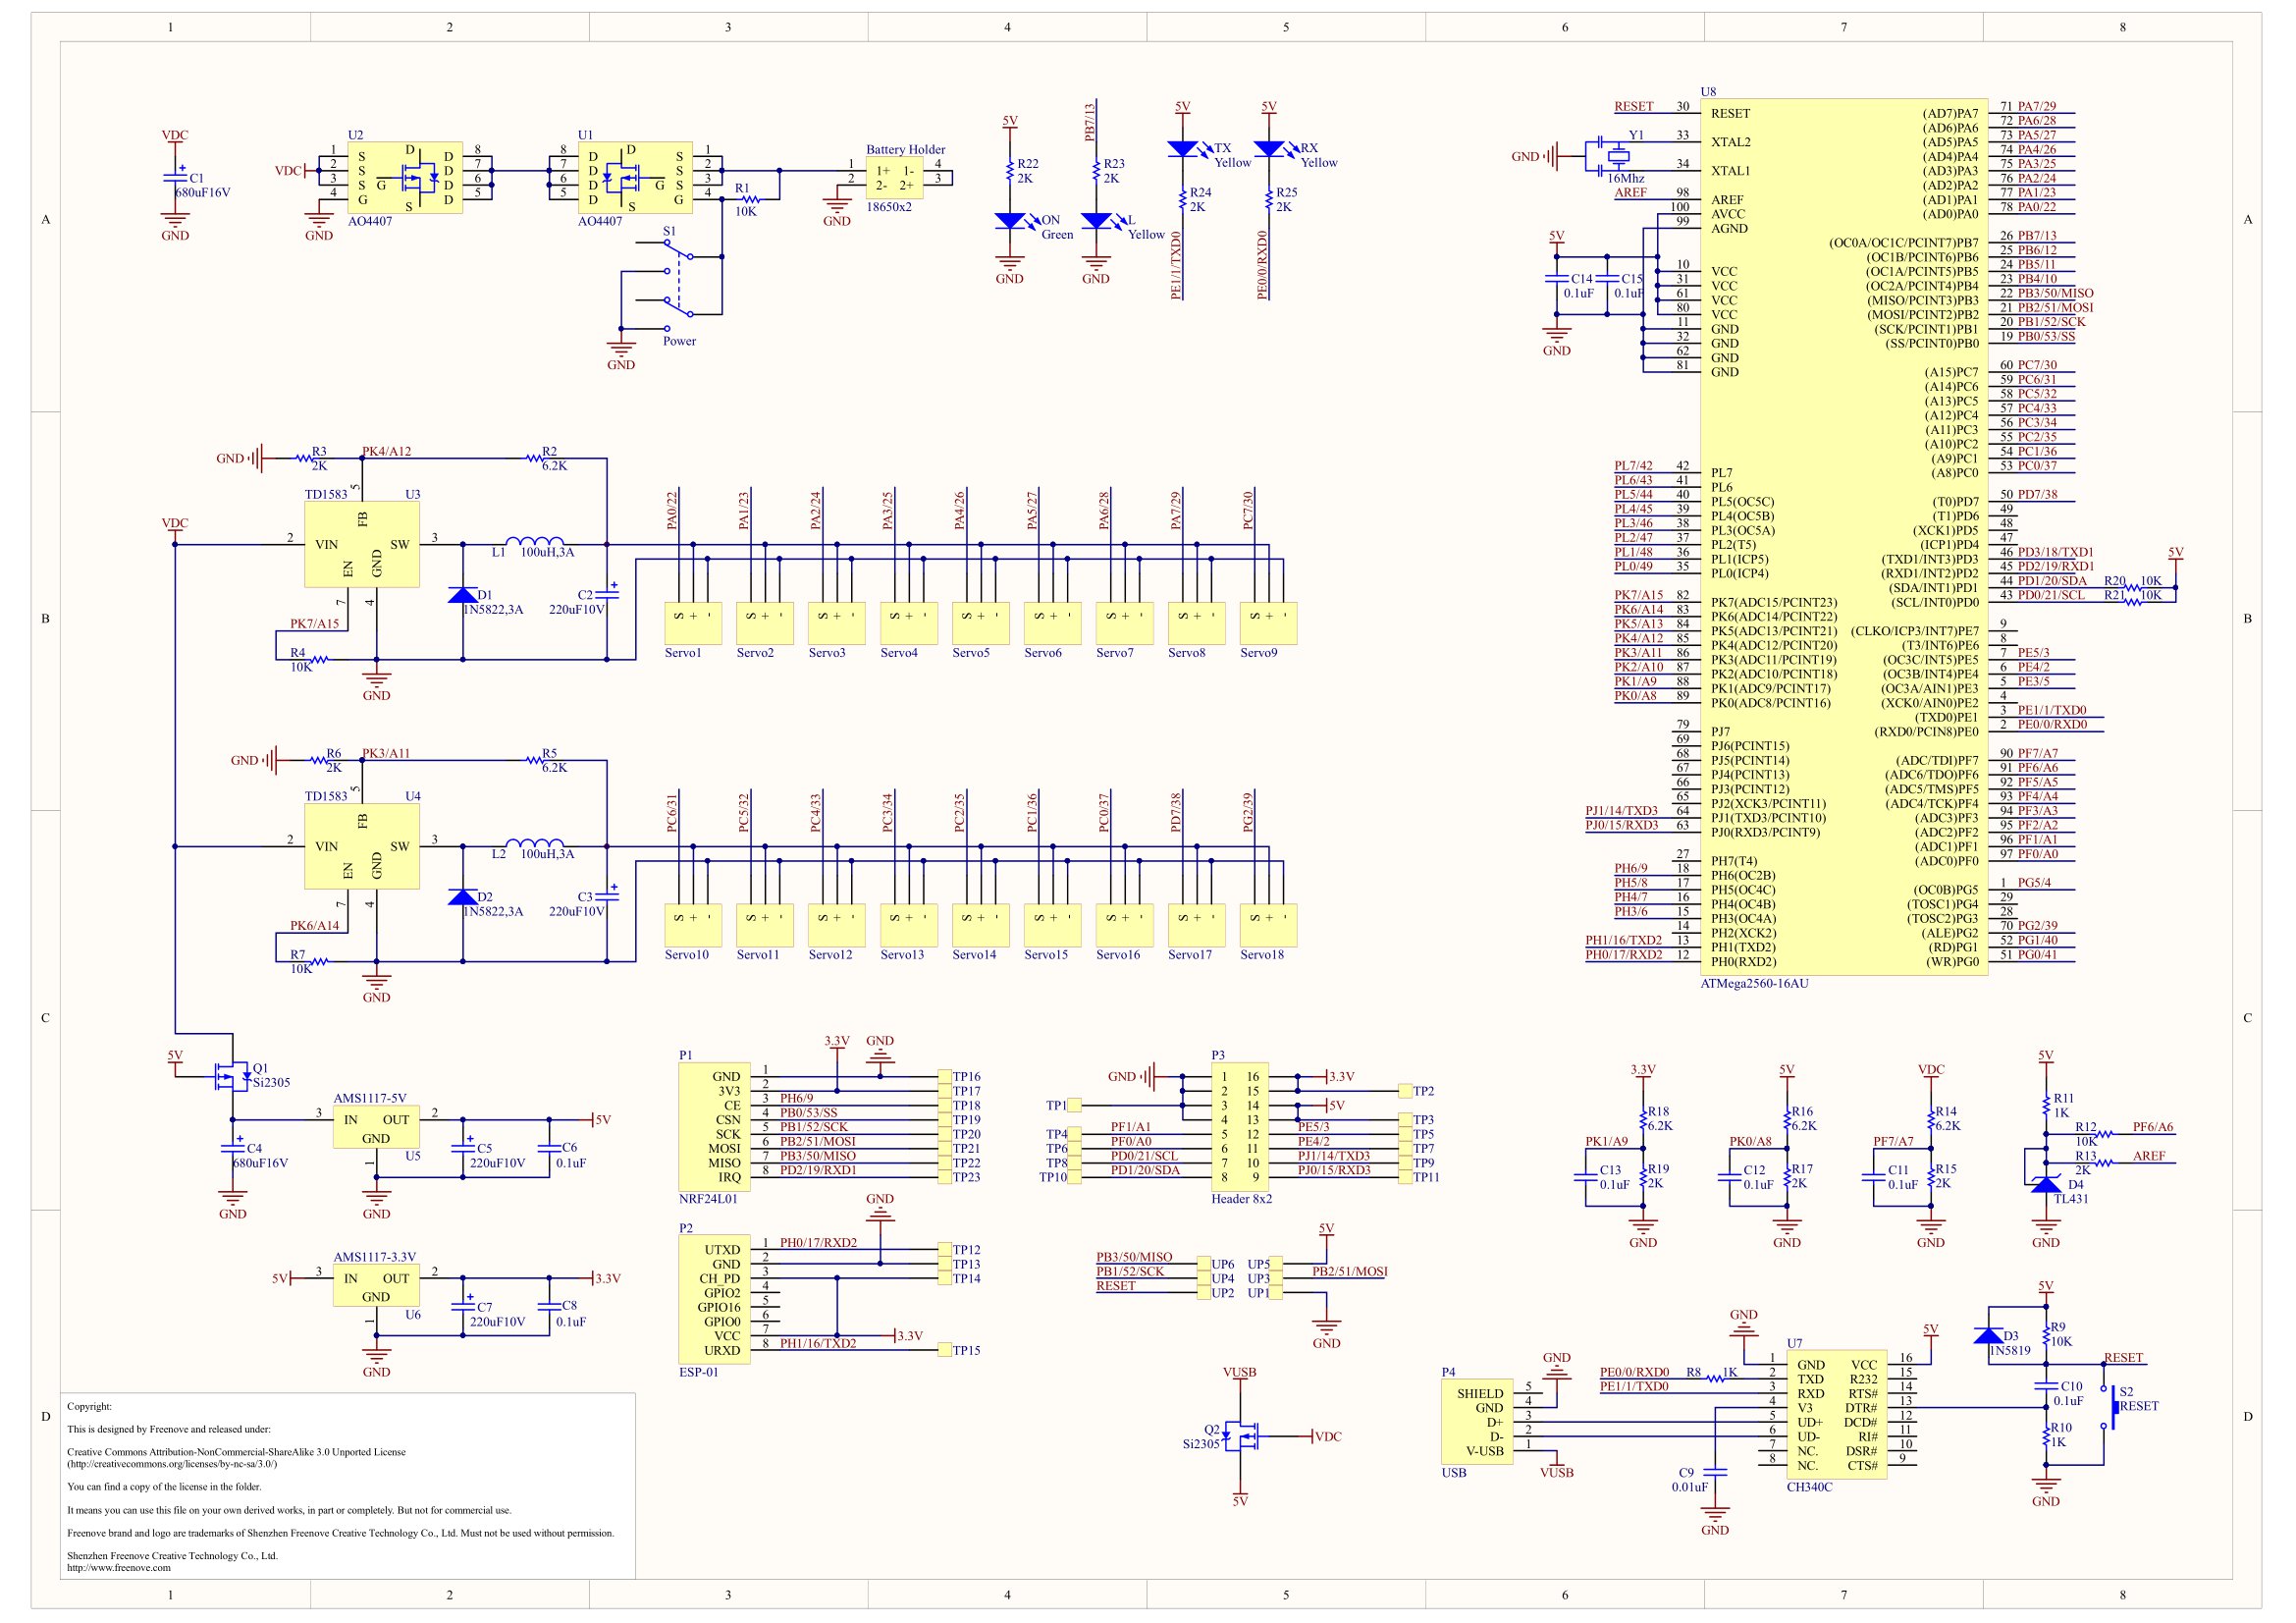 1 2 3 4 5 6 7 8
A
VDC
C1
680uF16V
GND
U2
VDC
1 S D D 8
2 S D 7
3 S G D 6
4 G S D 5
AO4407
GND
U1
8 D D S 1
7 D S 2
6 D G S 3
5 D S G 4
AO4407
R1
10K
S1
Power
GND
Battery Holder
1 1+ 1- 4
2 2- 2+ 3
18650x2
GND
5V
R22
2K
ON
Green
GND
PB7/13
R23
2K
L
Yellow
GND
5V
TX
Yellow
R24
2K
PE1/1/TXD0
5V
RX
Yellow
R25
2K
PE0/0/RXD0
A
U8
RESET 30 RESET
33 XTAL2
34 XTAL1
Y1
GND
16Mhz
AREF 98 AREF
100 AVCC
99 AGND
5V
C14
0.1uF
C15
0.1uF
GND
10 VCC
31 VCC
61 VCC
80 VCC
11 GND
32 GND
62 GND
81 GND
PL7/42 42 PL7
PL6/43 41 PL6
PL5/44 40 PL5(OC5C)
PL4/45 39 PL4(OC5B)
PL3/46 38 PL3(OC5A)
PL2/47 37 PL2(T5)
PL1/48 36 PL1(ICP5)
PL0/49 35 PL0(ICP4)
PK7/A15 82 PK7(ADC15/PCINT23)
PK6/A14 83 PK6(ADC14/PCINT22)
PK5/A13 84 PK5(ADC13/PCINT21)
PK4/A12 85 PK4(ADC12/PCINT20)
PK3/A11 86 PK3(ADC11/PCINT19)
PK2/A10 87 PK2(ADC10/PCINT18)
PK1/A9 88 PK1(ADC9/PCINT17)
PK0/A8 89 PK0(ADC8/PCINT16)
79 PJ7
69 PJ6(PCINT15)
68 PJ5(PCINT14)
67 PJ4(PCINT13)
66 PJ3(PCINT12)
65 PJ2(XCK3/PCINT11)
PJ1/14/TXD3 64 PJ1(TXD3/PCINT10)
PJ0/15/RXD3 63 PJ0(RXD3/PCINT9)
27 PH7(T4)
PH6/9 18 PH6(OC2B)
PH5/8 17 PH5(OC4C)
PH4/7 16 PH4(OC4B)
PH3/6 15 PH3(OC4A)
14 PH2(XCK2)
PH1/16/TXD2 13 PH1(TXD2)
PH0/17/RXD2 12 PH0(RXD2)
(AD7)PA7 71 PA7/29
(AD6)PA6 72 PA6/28
(AD5)PA5 73 PA5/27
(AD4)PA4 74 PA4/26
(AD3)PA3 75 PA3/25
(AD2)PA2 76 PA2/24
(AD1)PA1 77 PA1/23
(AD0)PA0 78 PA0/22
(OC0A/OC1C/PCINT7)PB7 26 PB7/13
(OC1B/PCINT6)PB6 25 PB6/12
(OC1A/PCINT5)PB5 24 PB5/11
(OC2A/PCINT4)PB4 23 PB4/10
(MISO/PCINT3)PB3 22 PB3/50/MISO
(MOSI/PCINT2)PB2 21 PB2/51/MOSI
(SCK/PCINT1)PB1 20 PB1/52/SCK
(SS/PCINT0)PB0 19 PB0/53/SS
(A15)PC7 60 PC7/30
(A14)PC6 59 PC6/31
(A13)PC5 58 PC5/32
(A12)PC4 57 PC4/33
(A11)PC3 56 PC3/34
(A10)PC2 55 PC2/35
(A9)PC1 54 PC1/36
(A8)PC0 53 PC0/37
(T0)PD7 50 PD7/38
(T1)PD6 49
(XCK1)PD5 48
(ICP1)PD4 47
(TXD1/INT3)PD3 46 PD3/18/TXD1
(RXD1/INT2)PD2 45 PD2/19/RXD1
(SDA/INT1)PD1 44 PD1/20/SDA R20 10K
(SCL/INT0)PD0 43 PD0/21/SCL R21 10K
5V
(CLKO/ICP3/INT7)PE7 9
(T3/INT6)PE6 8
(OC3C/INT5)PE5 7 PE5/3
(OC3B/INT4)PE4 6 PE4/2
(OC3A/AIN1)PE3 5 PE3/5
(XCK0/AIN0)PE2 4
(TXD0)PE1 3 PE1/1/TXD0
(RXD0/PCIN8)PE0 2 PE0/0/RXD0
(ADC/TDI)PF7 90 PF7/A7
(ADC6/TDO)PF6 91 PF6/A6
(ADC5/TMS)PF5 92 PF5/A5
(ADC4/TCK)PF4 93 PF4/A4
(ADC3)PF3 94 PF3/A3
(ADC2)PF2 95 PF2/A2
(ADC1)PF1 96 PF1/A1
(ADC0)PF0 97 PF0/A0
(OC0B)PG5 1 PG5/4
(TOSC1)PG4 29
(TOSC2)PG3 28
(ALE)PG2 70 PG2/39
(RD)PG1 52 PG1/40
(WR)PG0 51 PG0/41
ATMega2560-16AU
B
GND
R3
2K
PK4/A12
R2
6.2K
TD1583 U3
5 FB
VDC
2 VIN SW 3
EN GND
7 4
PK7/A15
R4
10K
GND
L1 100uH,3A
D1
1N5822,3A
C2
220uF10V
PA0/22 PA1/23 PA2/24 PA3/25 PA4/26 PA5/27 PA6/28 PA7/29 PC7/30
S + - S + - S + - S + - S + - S + - S + - S + - S + -
Servo1 Servo2 Servo3 Servo4 Servo5 Servo6 Servo7 Servo8 Servo9
B
GND
R6
2K
PK3/A11
R5
6.2K
TD1583 U4
5 FB
2 VIN SW 3
EN GND
7 4
PK6/A14
R7
10K
GND
L2 100uH,3A
D2
1N5822,3A
C3
220uF10V
PC6/31 PC5/32 PC4/33 PC3/34 PC2/35 PC1/36 PC0/37 PD7/38 PG2/39
S + - S + - S + - S + - S + - S + - S + - S + - S + -
Servo10 Servo11 Servo12 Servo13 Servo14 Servo15 Servo16 Servo17 Servo18
C
C
5V
Q1
Si2305
C4
680uF16V
GND
AMS1117-5V
3 IN OUT 2
GND
1
U5
GND
C5
220uF10V
C6
0.1uF
5V
AMS1117-3.3V
5V 3 IN OUT 2
GND
1
U6
GND
C7
220uF10V
C8
0.1uF
3.3V
P1
3.3V
GND
GND 1 TP16
3V3 2 TP17
CE 3 PH6/9 TP18
CSN 4 PB0/53/SS TP19
SCK 5 PB1/52/SCK TP20
MOSI 6 PB2/51/MOSI TP21
MISO 7 PB3/50/MISO TP22
IRQ 8 PD2/19/RXD1 TP23
NRF24L01
P2
GND
UTXD 1 PH0/17/RXD2 TP12
GND 2 TP13
CH_PD 3 TP14
GPIO2 4
GPIO16 5
GPIO0 6
VCC 7 3.3V
URXD 8 PH1/16/TXD2 TP15
ESP-01
P3
GND 1 16 3.3V
2 15 TP2
TP1 3 14 5V
4 13 TP3
TP4 PF1/A1 5 12 PE5/3 TP5
TP6 PF0/A0 6 11 PE4/2 TP7
TP8 PD0/21/SCL 7 10 PJ1/14/TXD3 TP9
TP10 PD1/20/SDA 8 9 PJ0/15/RXD3 TP11
Header 8x2
5V
PB3/50/MISO UP6 UP5
PB1/52/SCK UP4 UP3 PB2/51/MOSI
RESET UP2 UP1
GND
VUSB
Q2
Si2305
VDC
5V
3.3V
R18
6.2K
PK1/A9
C13
0.1uF
R19
2K
GND
5V
R16
6.2K
PK0/A8
C12
0.1uF
R17
2K
GND
VDC
R14
6.2K
PF7/A7
C11
0.1uF
R15
2K
GND
5V
R11
1K
R12
10K
PF6/A6
R13
2K
AREF
D4
TL431
GND
P4
GND
SHIELD 5
GND 4
D+ 3
D- 2
V-USB 1
USB
VUSB
PE0/0/RXD0 R8 1K
PE1/1/TXD0
GND
U7
5V
1 GND VCC 16
2 TXD R232 15
3 RXD RTS# 14
4 V3 DTR# 13
5 UD+ DCD# 12
6 UD- RI# 11
7 NC. DSR# 10
8 NC. CTS# 9
CH340C
C9
0.01uF
GND
5V
D3
1N5819
R9
10K
RESET
C10
0.1uF
S2
RESET
R10
1K
GND
D
D
Copyright:
This is designed by Freenove and released under:
Creative Commons Attribution-NonCommercial-ShareAlike 3.0 Unported License
(http://creativecommons.org/licenses/by-nc-sa/3.0/)
You can find a copy of the license in the folder.
It means you can use this file on your own derived works, in part or completely. But not for commercial use.
Freenove brand and logo are trademarks of Shenzhen Freenove Creative Technology Co., Ltd. Must not be used without permission.
Shenzhen Freenove Creative Technology Co., Ltd.
http://www.freenove.com
1 2 3 4 5 6 7 8